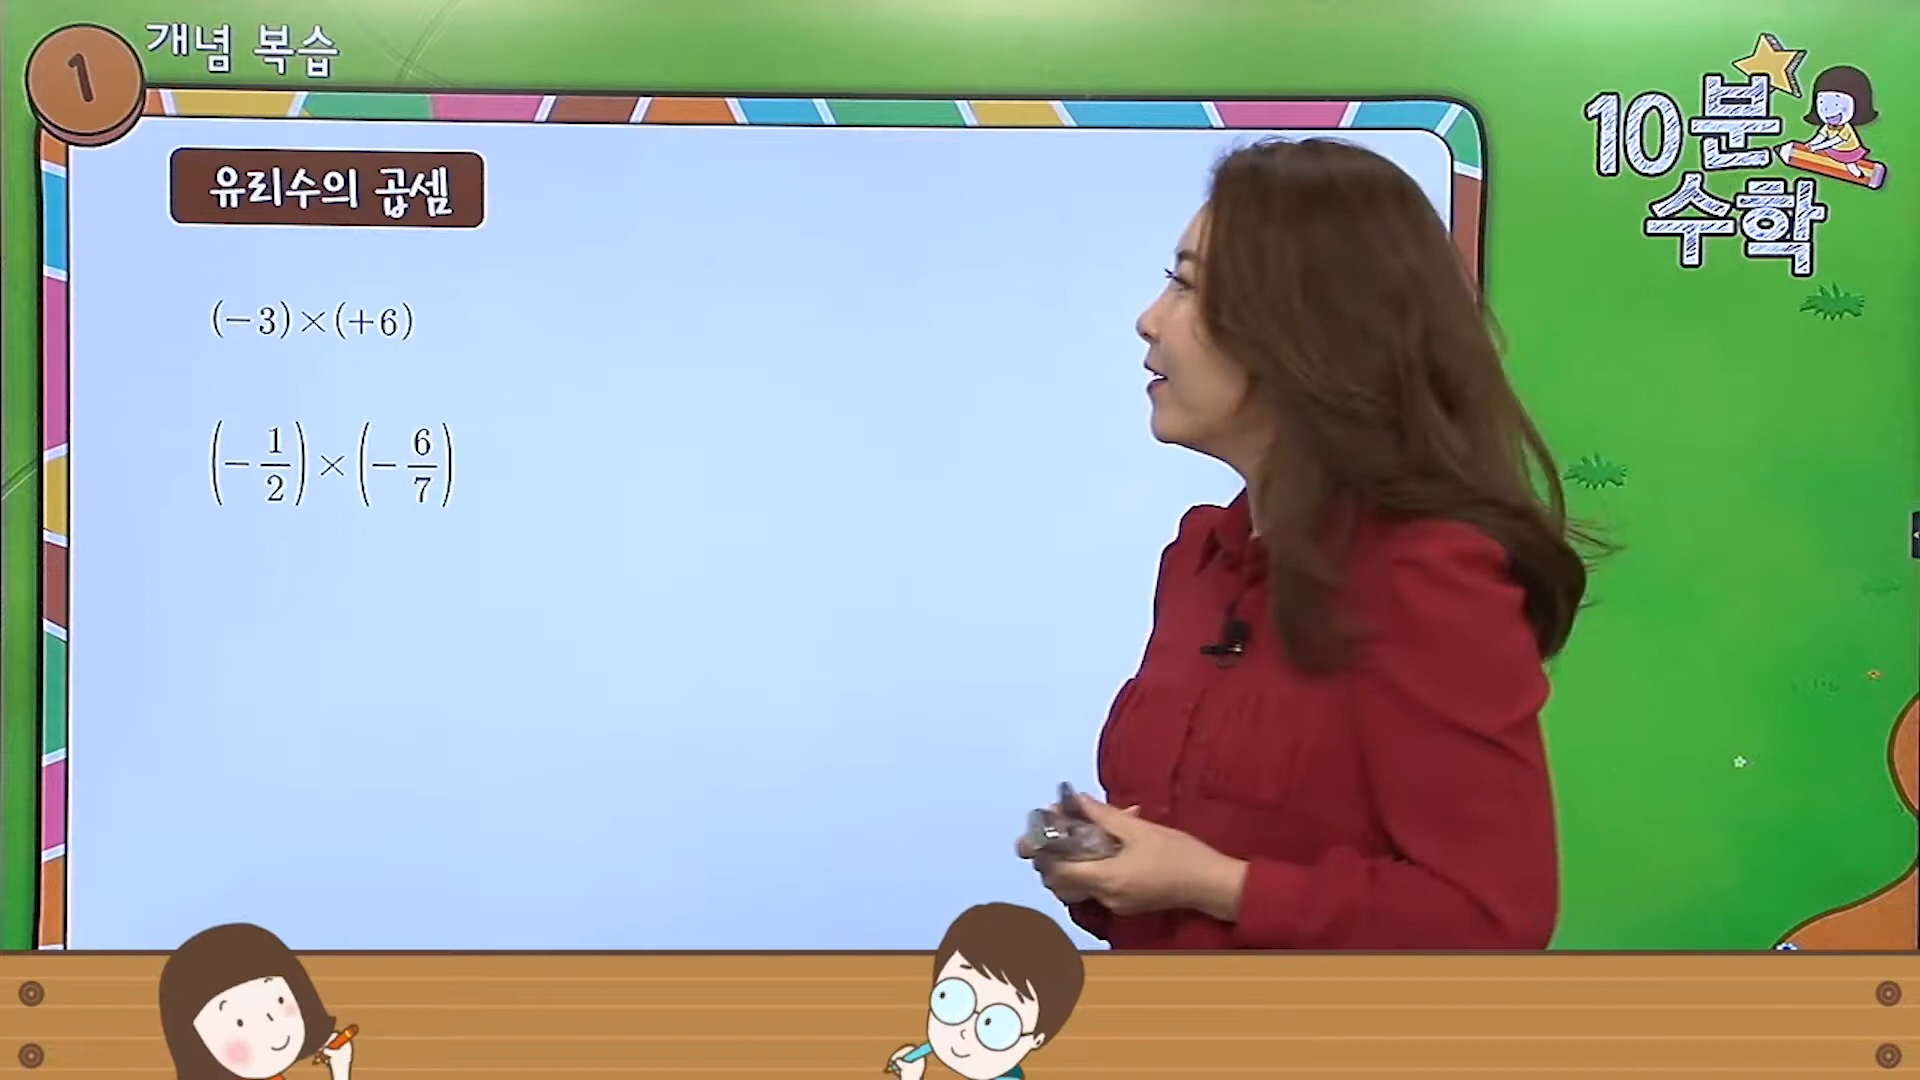 1 개념 복습
10분
수학
유리수의 곱셈
(−3)×(+6)
(−1/2)×(−6/7)